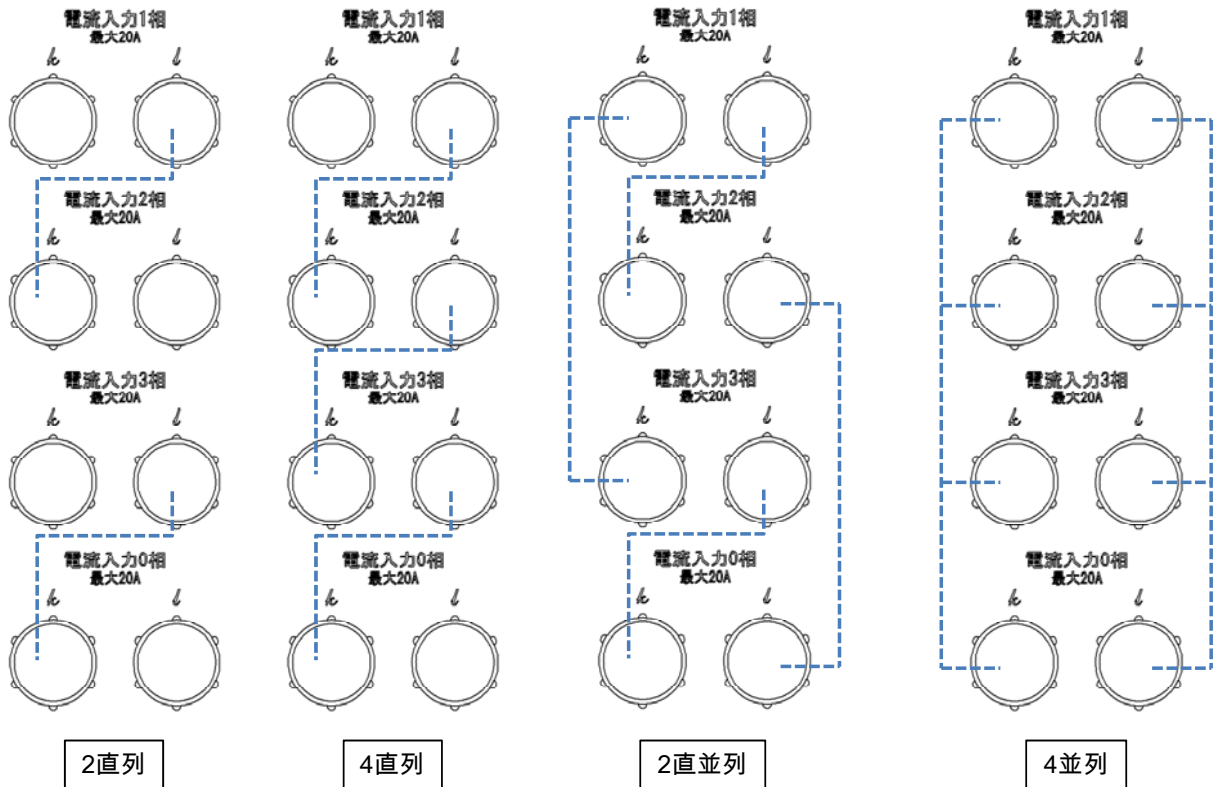 電流入力1相 電流入力1相 電流入力1相 電流入力1相
最大20A 最大20A 最大20A 最大20A
k l k l k l k l
電流入力2相 電流入力2相 電流入力2相 電流入力2相
最大20A 最大20A 最大20A 最大20A
k l k l k l k l
電流入力3相 電流入力3相 電流入力3相 電流入力3相
最大20A 最大20A 最大20A 最大20A
k l k l k l k l
電流入力0相 電流入力0相 電流入力0相 電流入力0相
最大20A 最大20A 最大20A 最大20A
k l k l k l k l
2直列 4直列 2直並列 4並列